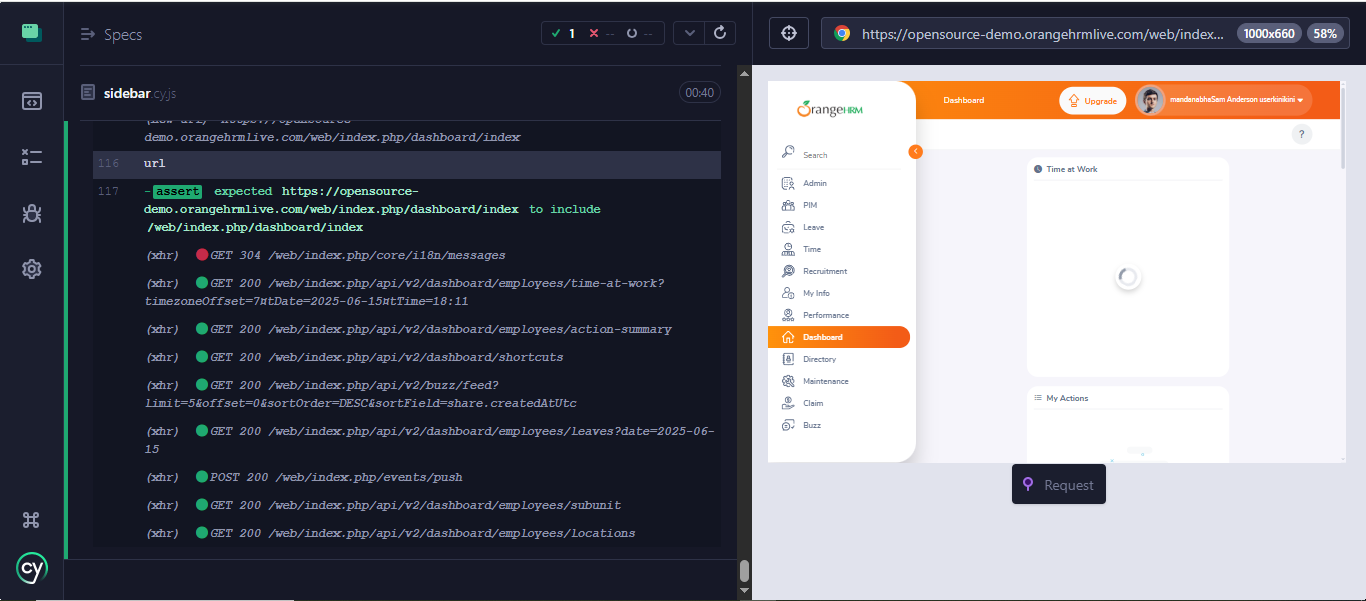 Specs
1
--
--
sidebar.cy.js
00:40
demo.orangehrmlive.com/web/index.php/dashboard/index
116 url
117 -assert expected https://opensource-
demo.orangehrmlive.com/web/index.php/dashboard/index to include
/web/index.php/dashboard/index
(xhr) GET 304 /web/index.php/core/i18n/messages
(xhr) GET 200 /web/index.php/api/v2/dashboard/employees/time-at-work?
timezoneOffset=7¤tDate=2025-06-15¤tTime=18:11
(xhr) GET 200 /web/index.php/api/v2/dashboard/employees/action-summary
(xhr) GET 200 /web/index.php/api/v2/dashboard/shortcuts
(xhr) GET 200 /web/index.php/api/v2/buzz/feed?
limit=5&offset=0&sortOrder=DESC&sortField=share.createdAtUtc
(xhr) GET 200 /web/index.php/api/v2/dashboard/employees/leaves?date=2025-06-
15
(xhr) POST 200 /web/index.php/events/push
(xhr) GET 200 /web/index.php/api/v2/dashboard/employees/subunit
(xhr) GET 200 /web/index.php/api/v2/dashboard/employees/locations
cy
https://opensource-demo.orangehrmlive.com/web/index...
1000x660
58%
OrangeHRM
Search
Admin
PIM
Leave
Time
Recruitment
My Info
Performance
Dashboard
Directory
Maintenance
Claim
Buzz
Dashboard
Upgrade
mandanabhaSam Anderson userkinikini
?
Time at Work
My Actions
Request